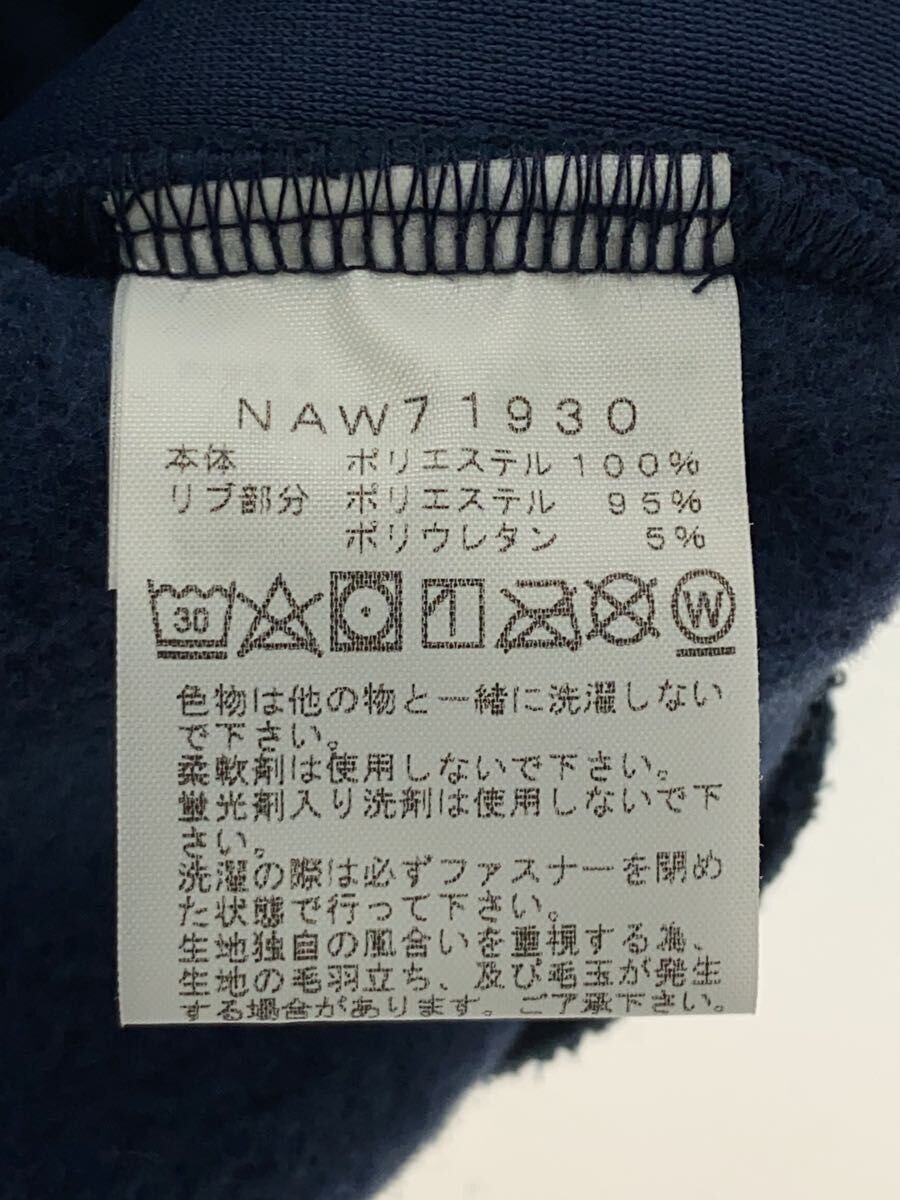 NAW71930
本体 ポリエステル 100%
リブ部分 ポリエステル 95%
ポリウレタン 5%
30 W
色物は他の物と一緒に洗濯しない
で下さい。
柔軟剤は使用しないで下さい。
蛍光剤入り洗剤は使用しないで下
さい。
洗濯の際は必ずファスナーを閉め
た状態で行って下さい。
生地独自の風合いを重視する為、
生地の毛羽立ち、及び毛玉が発生
する場合があります。ご了承下さい。